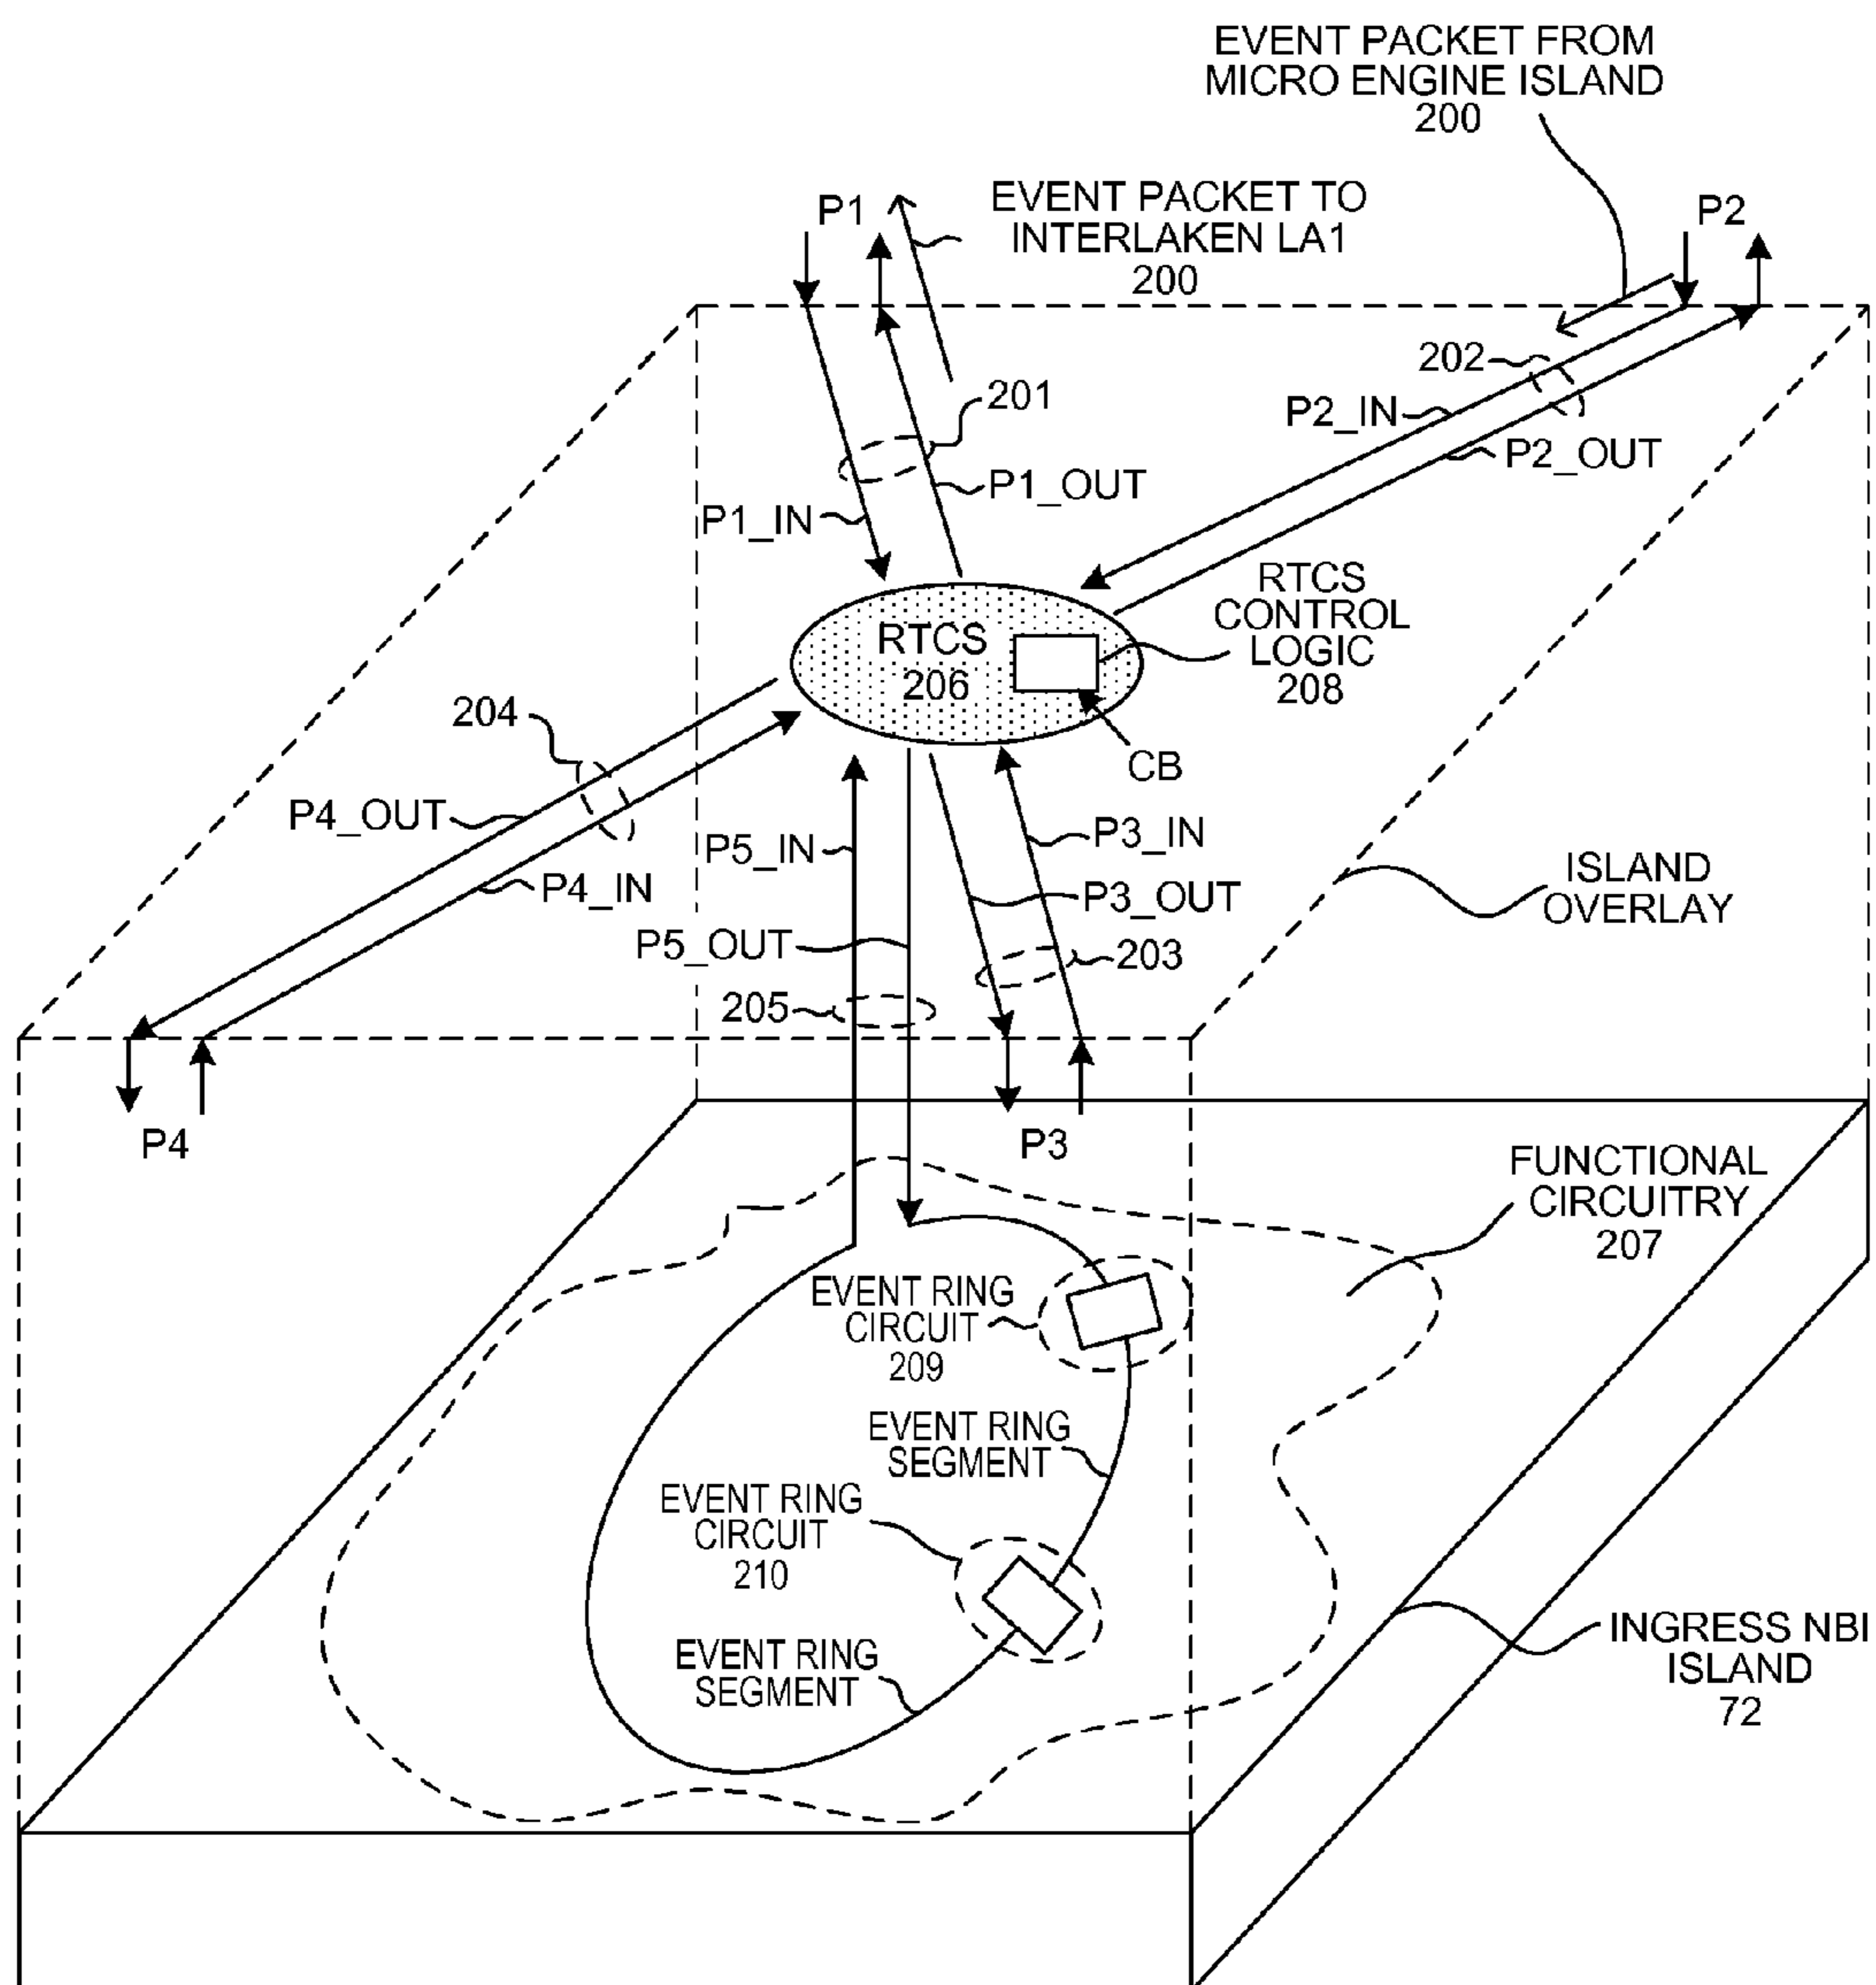 EVENT PACKET FROM
MICRO ENGINE ISLAND
200
P1
EVENT PACKET TO
INTERLAKEN LA1
200
P2
202
201
P2_IN
P2_OUT
P1_OUT
P1_IN
RTCS
CONTROL
LOGIC
208
RTCS
206
204
CB
P4_OUT
P5_IN
P3_IN
P4_IN
P3_OUT
ISLAND
OVERLAY
P5_OUT
203
205
P4
P3
FUNCTIONAL
CIRCUITRY
207
EVENT RING
CIRCUIT
209
EVENT RING
SEGMENT
EVENT RING
CIRCUIT
210
EVENT RING
SEGMENT
INGRESS NBI
ISLAND
72